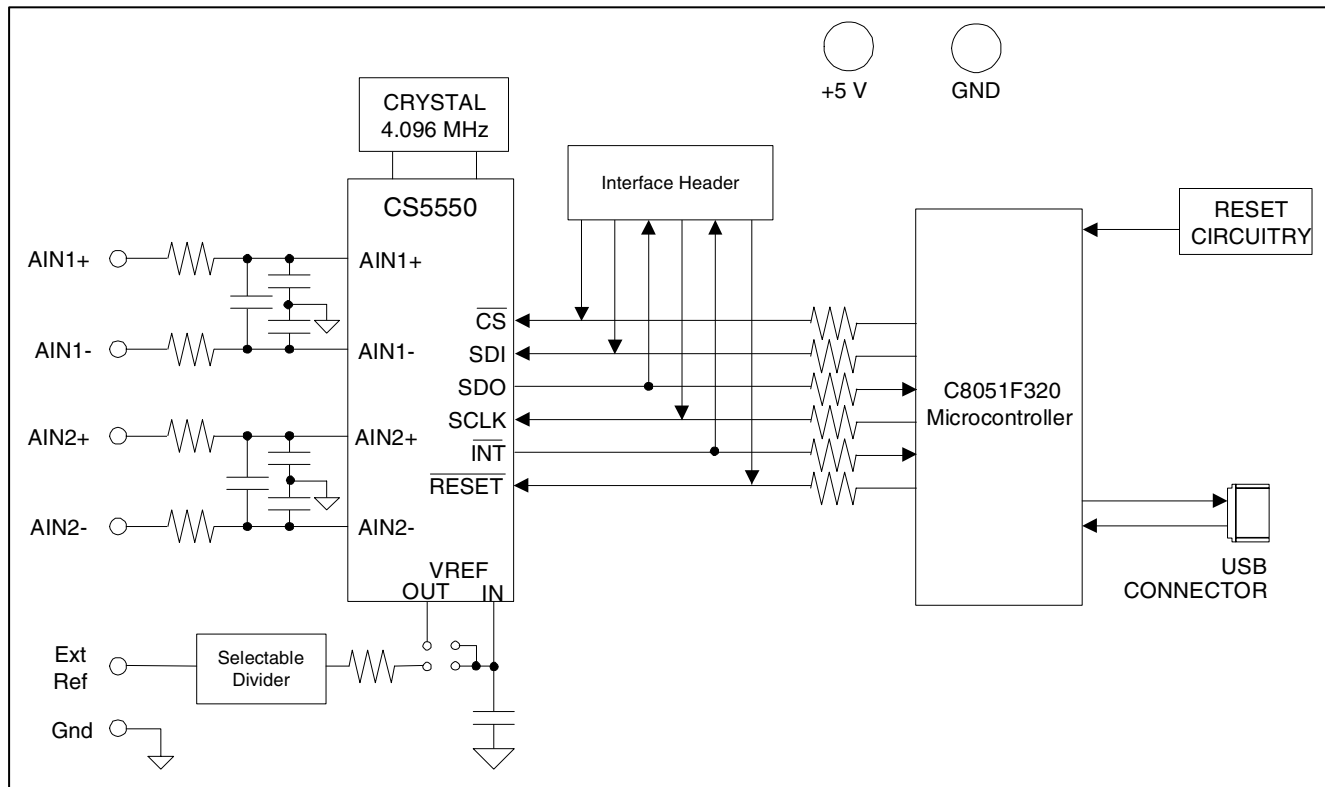 +5 V
GND
CRYSTAL
4.096 MHz
CS5550
Interface Header
RESET
CIRCUITRY
AIN1+
AIN1+
AIN1-
AIN1-
AIN2+
AIN2+
AIN2-
AIN2-
CS
SDI
SDO
SCLK
INT
RESET
C8051F320
Microcontroller
VREF
OUT
IN
USB
CONNECTOR
Ext
Ref
Selectable
Divider
Gnd